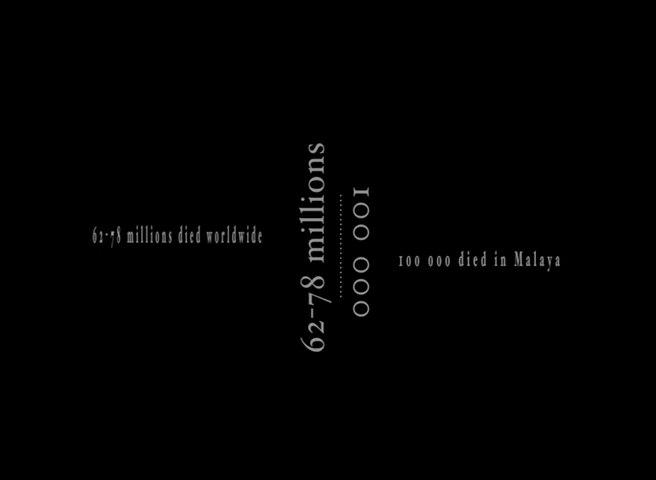 62-78 millions died worldwide
62-78 millions
100 000
100 000 died in Malaya